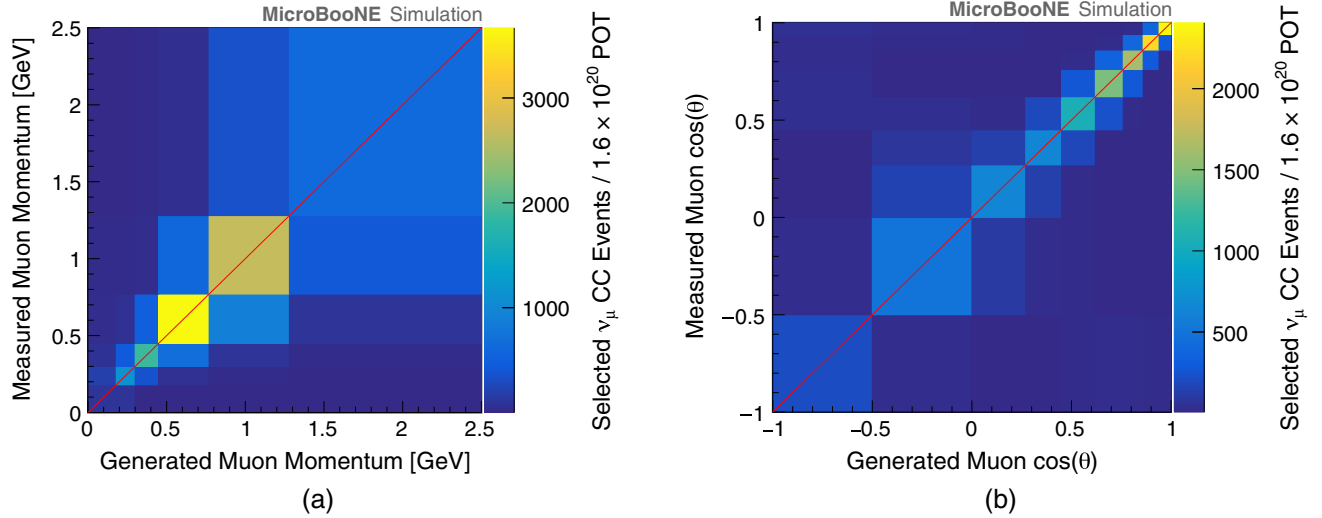 MicroBooNE Simulation
2.5
2
1.5
1
0.5
0
0 0.5 1 1.5 2 2.5
Measured Muon Momentum [GeV]
Generated Muon Momentum [GeV]
3000
2000
1000
Selected νμ CC Events / 1.6 × 10²⁰ POT
(a)
MicroBooNE Simulation
1
0.5
0
−0.5
−1
−1 −0.5 0 0.5 1
Measured Muon cos(θ)
Generated Muon cos(θ)
2000
1500
1000
500
Selected νμ CC Events / 1.6 × 10²⁰ POT
(b)